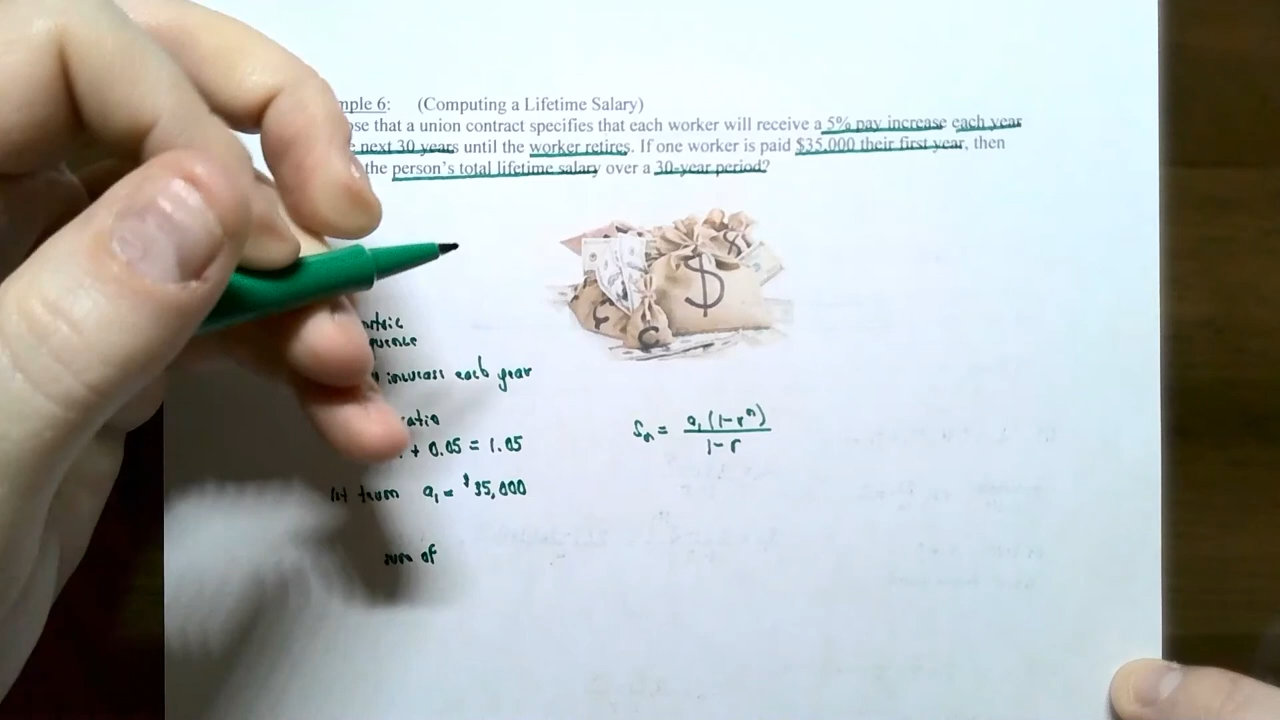 mple 6: (Computing a Lifetime Salary)
ose that a union contract specifies that each worker will receive a 5% pay increase each year
next 30 years until the worker retires. If one worker is paid $35,000 their first year, then
the person's total lifetime salary over a 30-year period?
$
increase each year
Sn = a1(1-r^n)
1-r
+ 0.05 = 1.05
1st term a1 = $35,000
sum of